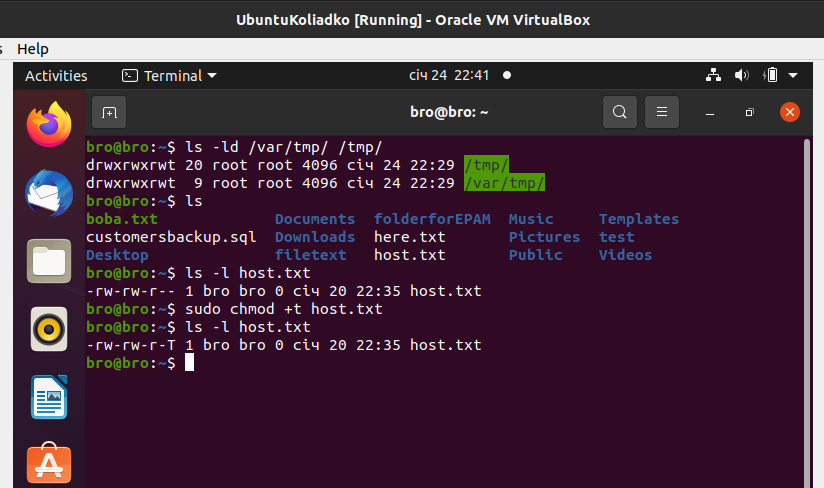 UbuntuKoliadko [Running] - Oracle VM VirtualBox
s Help
Activities Terminal січ 24 22:41
bro@bro: ~
bro@bro:~$ ls -ld /var/tmp/ /tmp/
drwxrwxrwt 20 root root 4096 січ 24 22:29 /tmp/
drwxrwxrwt  9 root root 4096 січ 24 22:29 /var/tmp/
bro@bro:~$ ls
boba.txt             Documents  folderforEPAM  Music     Templates
customersbackup.sql  Downloads  here.txt       Pictures  test
Desktop              filetext   host.txt       Public    Videos
bro@bro:~$ ls -l host.txt
-rw-rw-r-- 1 bro bro 0 січ 20 22:35 host.txt
bro@bro:~$ sudo chmod +t host.txt
bro@bro:~$ ls -l host.txt
-rw-rw-r-T 1 bro bro 0 січ 20 22:35 host.txt
bro@bro:~$